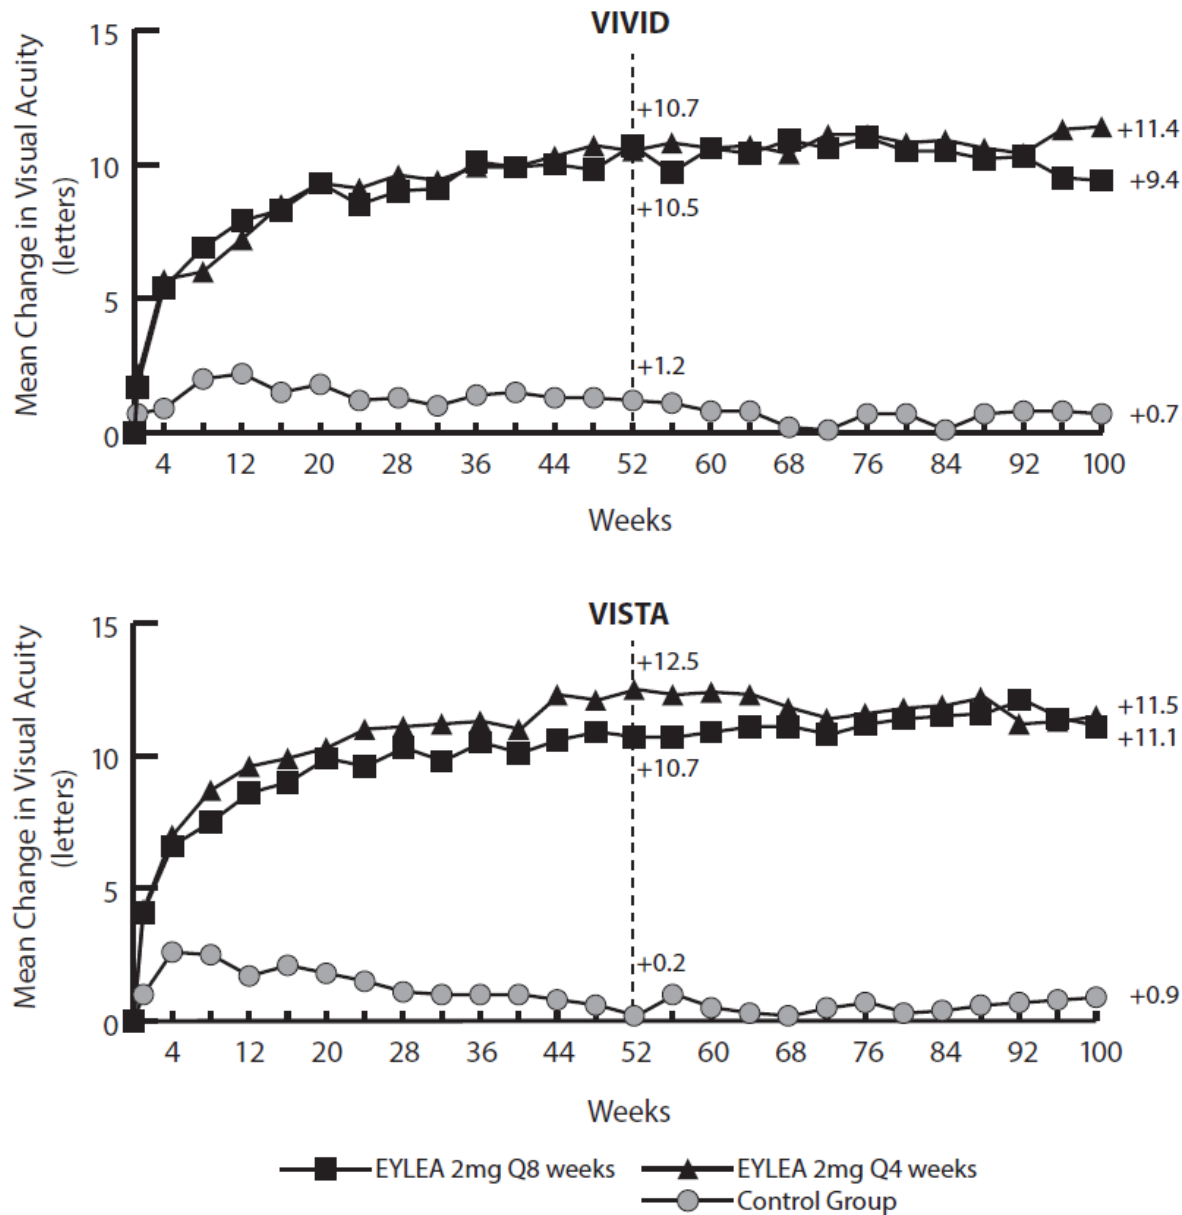 VIVID
15
10
5
0
Mean Change in Visual Acuity
(letters)
+10.7
+10.5
+1.2
+11.4
+9.4
+0.7
4 12 20 28 36 44 52 60 68 76 84 92 100
Weeks
VISTA
15
10
5
0
Mean Change in Visual Acuity
(letters)
+12.5
+10.7
+0.2
+11.5
+11.1
+0.9
4 12 20 28 36 44 52 60 68 76 84 92 100
Weeks
EYLEA 2mg Q8 weeks EYLEA 2mg Q4 weeks
Control Group